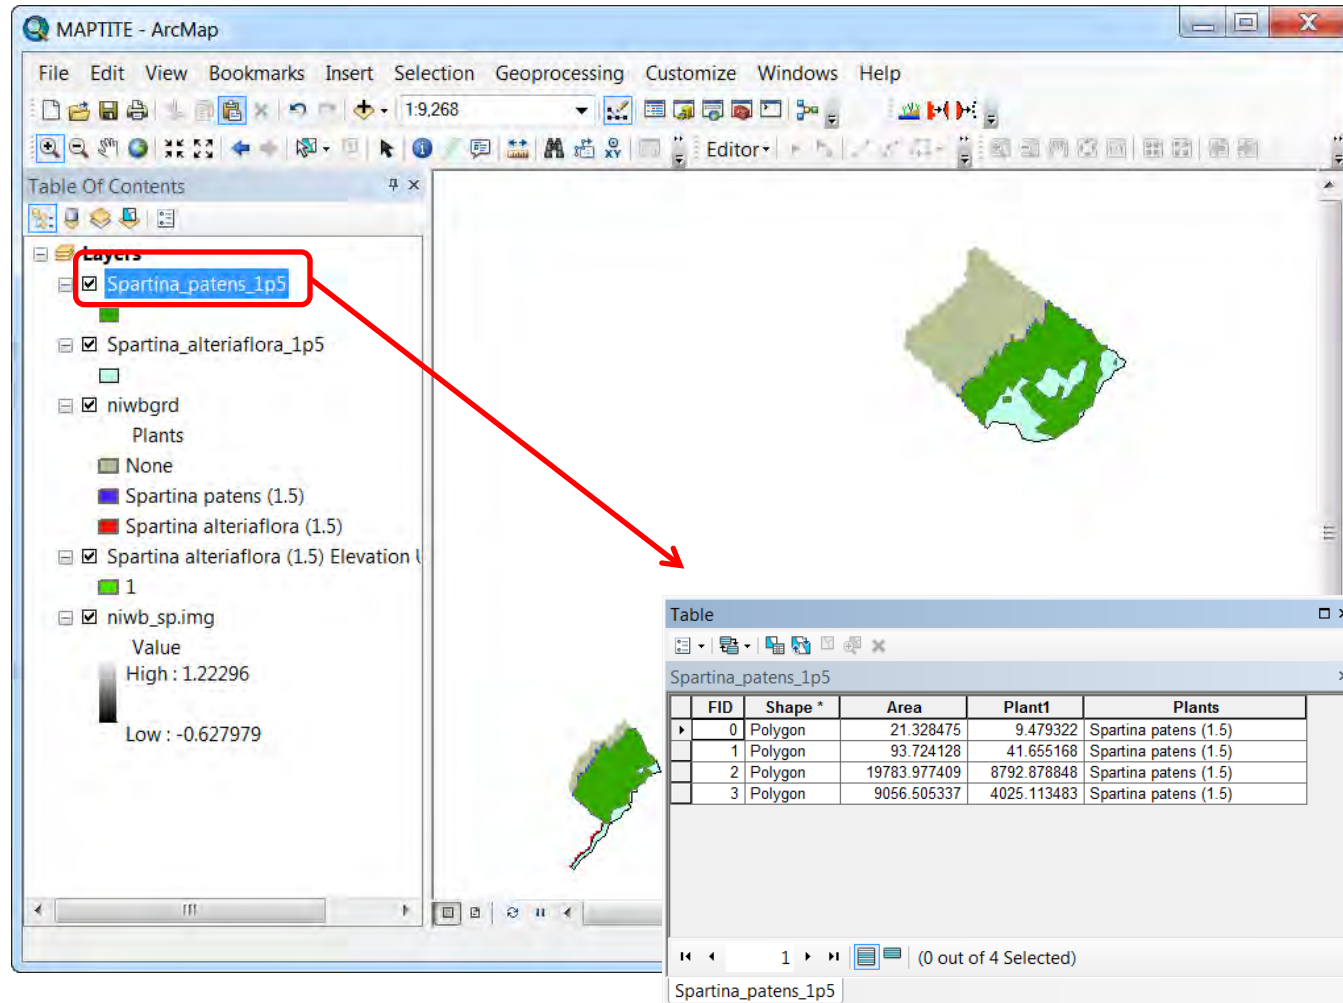 MAPTITE - ArcMap
File Edit View Bookmarks Insert Selection Geoprocessing Customize Windows Help
1:9,268
Editor
Table Of Contents
Layers
Spartina_patens_1p5
Spartina_alteriaflora_1p5
niwbgrd
Plants
None
Spartina patens (1.5)
Spartina alteriaflora (1.5)
Spartina alteriaflora (1.5) Elevation
1
niwb_sp.img
Value
High : 1.22296
Low : -0.627979
Table
Spartina_patens_1p5
FID Shape * Area Plant1 Plants
0 Polygon 21.328475 9.479322 Spartina patens (1.5)
1 Polygon 93.724128 41.655168 Spartina patens (1.5)
2 Polygon 19783.977409 8792.878848 Spartina patens (1.5)
3 Polygon 9056.505337 4025.113483 Spartina patens (1.5)
1 (0 out of 4 Selected)
Spartina_patens_1p5